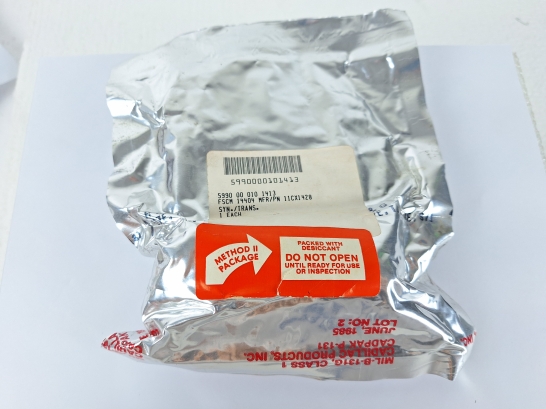 5990000101413
5990 00 010 1413
FSCM 14404 MFR/PN 11CX1928
SYN./TRANS.
1 EACH
METHOD II
PACKAGE
PACKED WITH
DESICCANT
DO NOT OPEN
UNTIL READY FOR USE
OR INSPECTION
MIL-B-131G, CLASS 1
CADILLAC PRODUCTS, INC.
CADPAK P-131
JUNE, 1985
LOT NO: 2